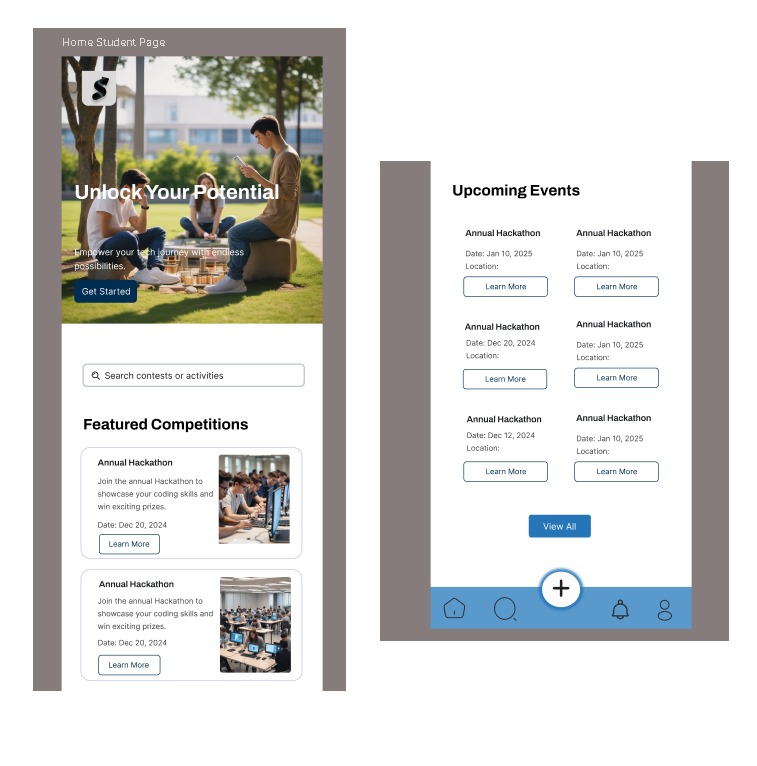 Home Student Page
S
Unlock Your Potential
Empower your tech journey with endless
possibilities.
Get Started
Search contests or activities
Featured Competitions
Annual Hackathon
Join the annual Hackathon to
showcase your coding skills and
win exciting prizes.
Date: Dec 20, 2024
Learn More
Annual Hackathon
Join the annual Hackathon to
showcase your coding skills and
win exciting prizes.
Date: Dec 20, 2024
Learn More
Upcoming Events
Annual Hackathon
Date: Jan 10, 2025
Location:
Learn More
Annual Hackathon
Date: Jan 10, 2025
Location:
Learn More
Annual Hackathon
Date: Dec 20, 2024
Location:
Learn More
Annual Hackathon
Date: Jan 10, 2025
Location:
Learn More
Annual Hackathon
Date: Dec 12, 2024
Location:
Learn More
Annual Hackathon
Date: Jan 10, 2025
Location:
Learn More
View All